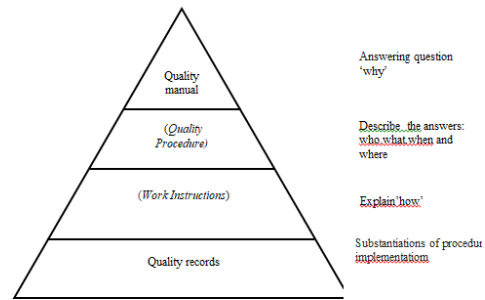 Quality
manual
Answering question
‘why’
(Quality
Procedure)
Describe the answers:
who,what,when and
where
(Work Instructions)
Explain’how’
Quality records
Substantiations of procedur
implementatiom